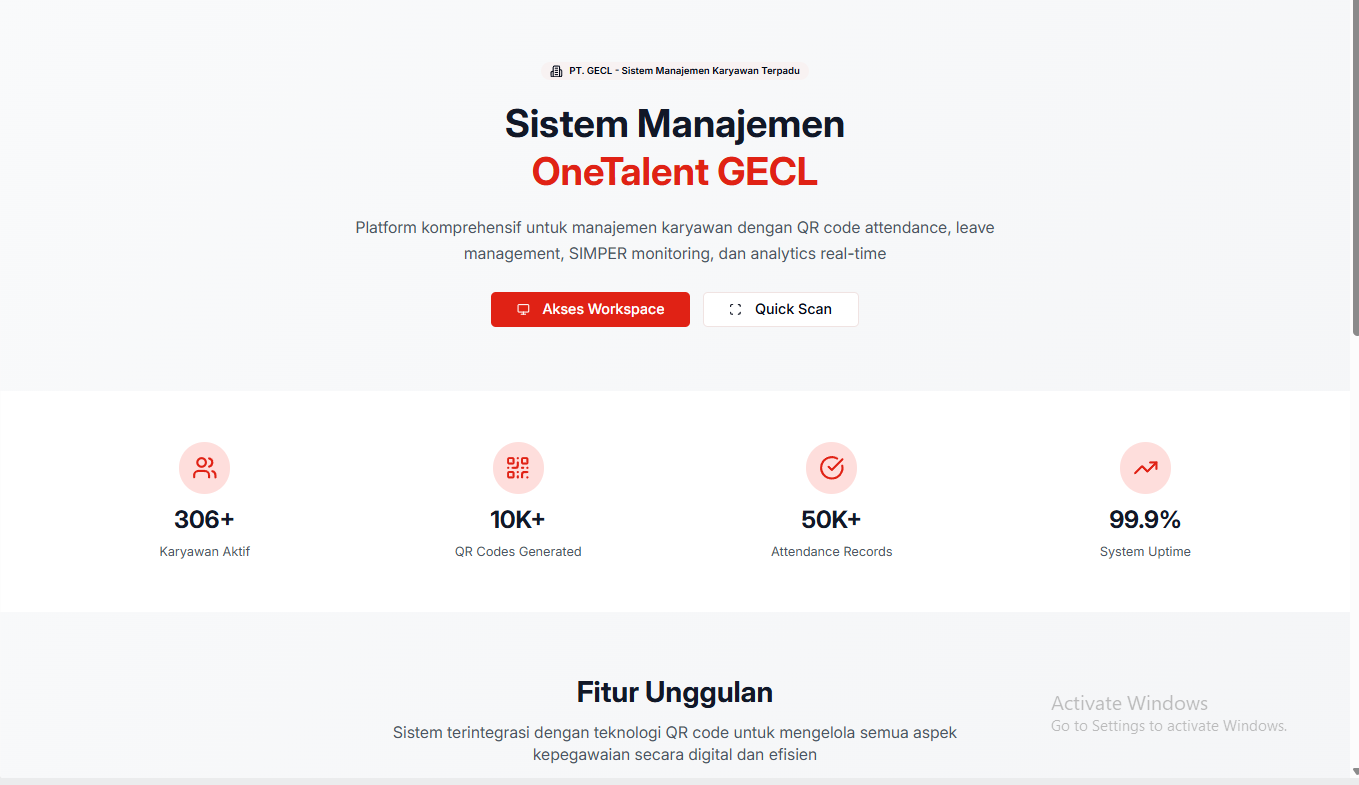 PT. GECL - Sistem Manajemen Karyawan Terpadu
Sistem Manajemen
OneTalent GECL
Platform komprehensif untuk manajemen karyawan dengan QR code attendance, leave
management, SIMPER monitoring, dan analytics real-time
Akses Workspace
Quick Scan
306+
Karyawan Aktif
10K+
QR Codes Generated
50K+
Attendance Records
99.9%
System Uptime
Fitur Unggulan
Sistem terintegrasi dengan teknologi QR code untuk mengelola semua aspek
kepegawaian secara digital dan efisien
Activate Windows
Go to Settings to activate Windows.